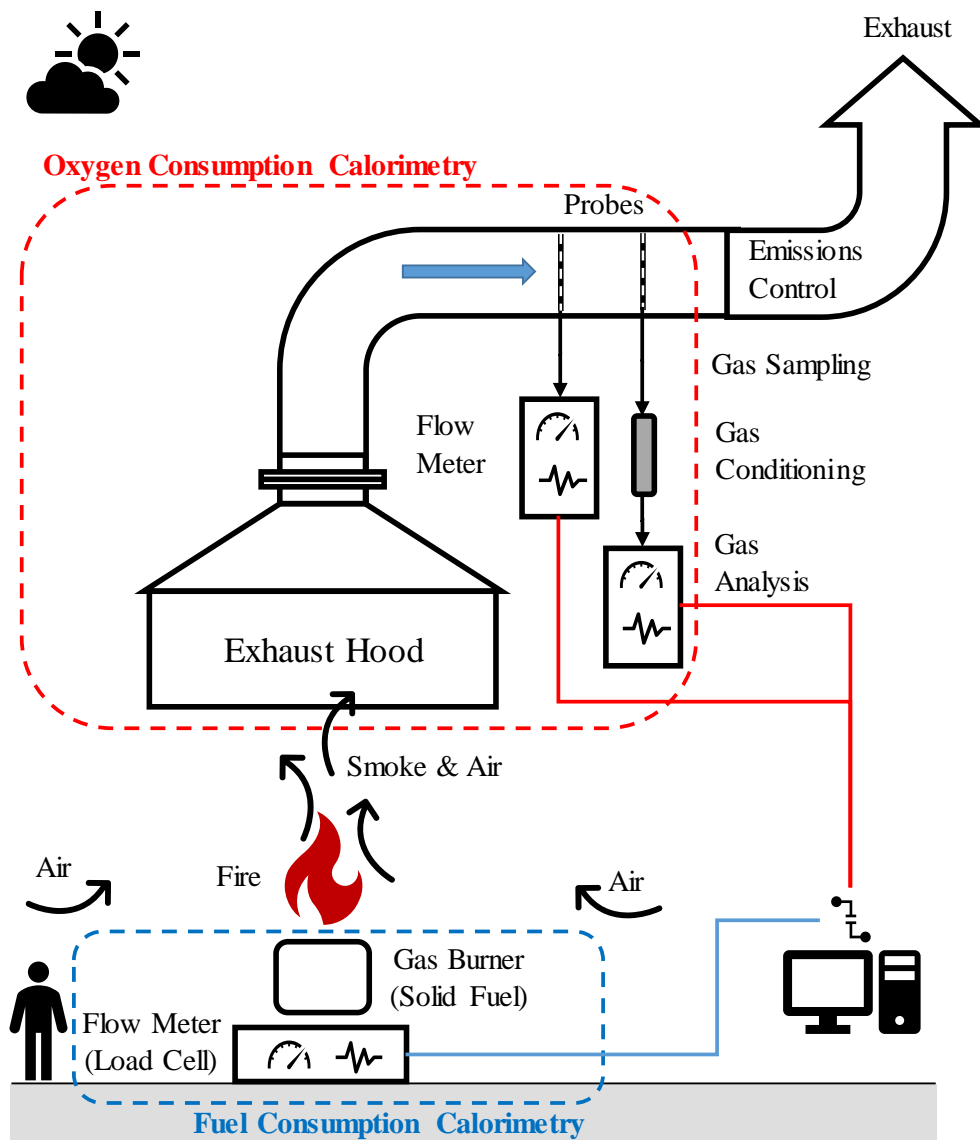 Exhaust
Oxygen Consumption Calorimetry
Probes
Emissions
Control
Gas Sampling
Flow
Meter
Gas
Conditioning
Gas
Analysis
Exhaust Hood
Smoke & Air
Air
Fire
Air
Gas Burner
(Solid Fuel)
Flow Meter
(Load Cell)
Fuel Consumption Calorimetry